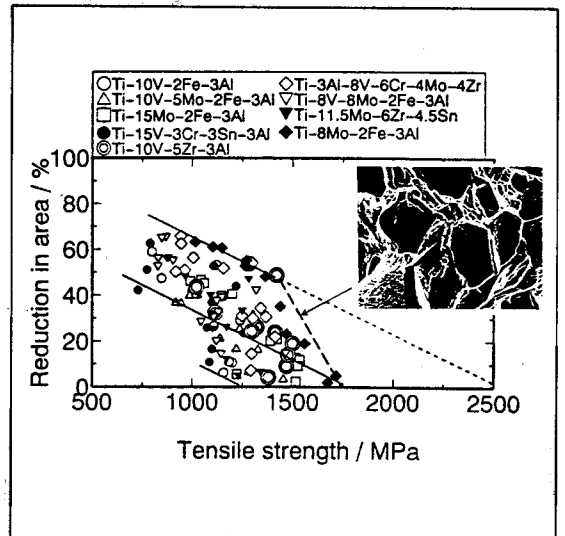 Ti-10V-2Fe-3Al
Ti-3Al-8V-6Cr-4Mo-4Zr
Ti-10V-5Mo-2Fe-3Al
Ti-8V-8Mo-2Fe-3Al
Ti-15Mo-2Fe-3Al
Ti-11.5Mo-6Zr-4.5Sn
Ti-15V-3Cr-3Sn-3Al
Ti-8Mo-2Fe-3Al
Ti-10V-5Zr-3Al
Reduction in area / %
100
80
60
40
20
0
500
1000
1500
2000
2500
Tensile strength / MPa